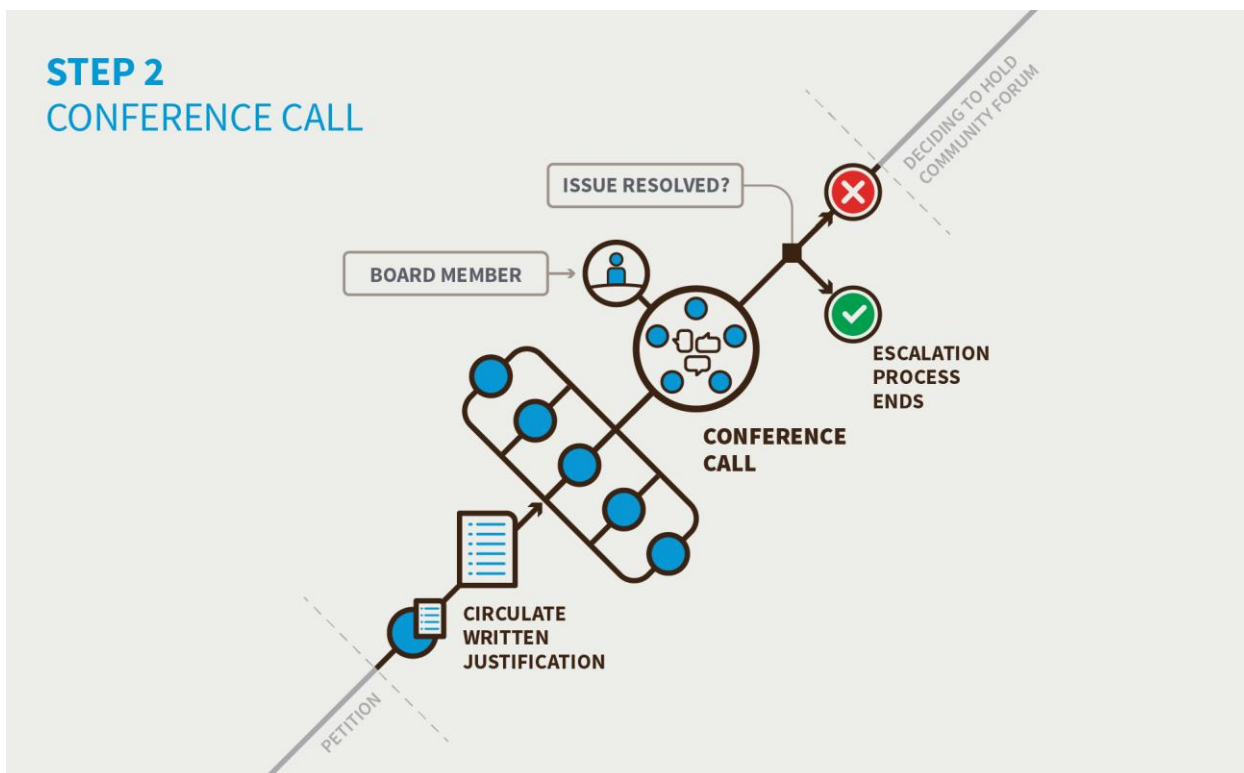 STEP 2
CONFERENCE CALL
DECIDING TO HOLD
COMMUNITY FORUM
ISSUE RESOLVED?
BOARD MEMBER
ESCALATION
PROCESS
ENDS
CONFERENCE
CALL
CIRCULATE
WRITTEN
JUSTIFICATION
PETITION